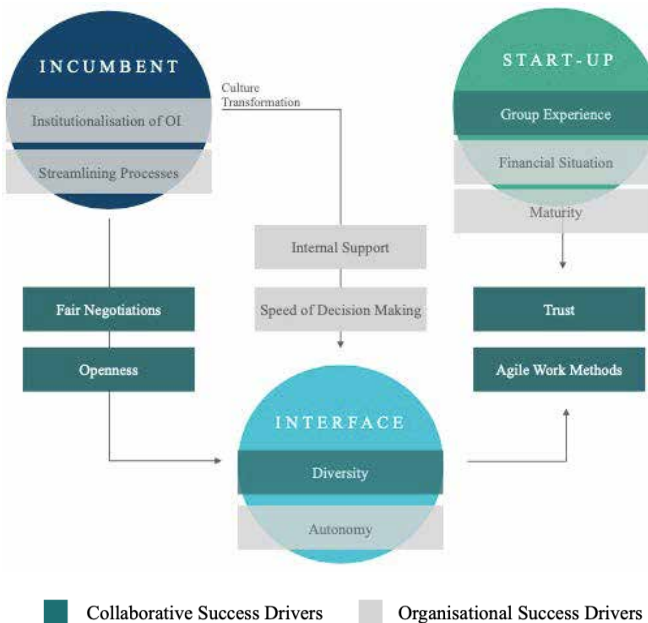 INCUMBENT
Institutionalisation of OI
Streamlining Processes
Culture
Transformation
START-UP
Group Experience
Financial Situation
Maturity
Internal Support
Speed of Decision Making
Fair Negotiations
Openness
Trust
Agile Work Methods
INTERFACE
Diversity
Autonomy
Collaborative Success Drivers
Organisational Success Drivers